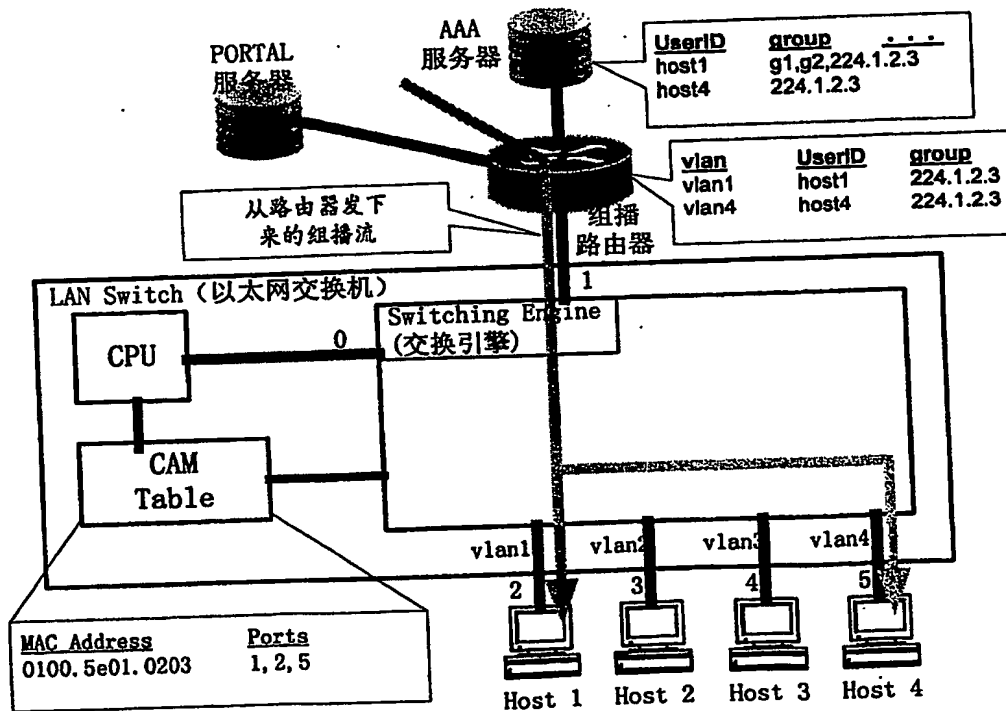 AAA
服务器
PORTAL
服务器
UserID group . . .
host1 g1,g2,224.1.2.3
host4 224.1.2.3
vlan UserID group
vlan1 host1 224.1.2.3
vlan4 host4 224.1.2.3
从路由器发下
来的组播流
组播
路由器
LAN Switch（以太网交换机）
1
Switching Engine
(交换引擎)
CPU
0
CAM
Table
vlan1 vlan2 vlan3 vlan4
2 3 4 5
MAC Address Ports
0100.5e01.0203 1,2,5
Host 1 Host 2 Host 3 Host 4